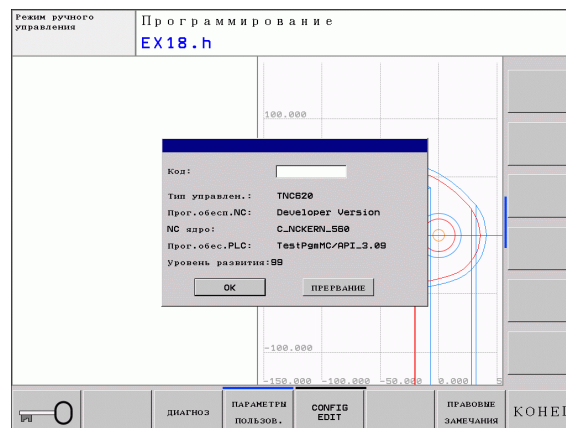 Режим ручного
управления
Программирование
EX18.h
100.000
Код:
Тип управлен.: TNC620
Прог.обесп.NC: Developer Version
NC ядро: C_NCKERN_560
Прог.обес.PLC: TestPgmMC/API_3.09
Уровень развития:99
OK ПРЕРВАНИЕ
-100.000
-150.000 -100.000 -50.000 0.000 5
ДИАГНОЗ
ПАРАМЕТРЫ
ПОЛЬЗОВ.
CONFIG
EDIT
ПРАВОВЫЕ
ЗАМЕЧАНИЯ
КОНЕЦ